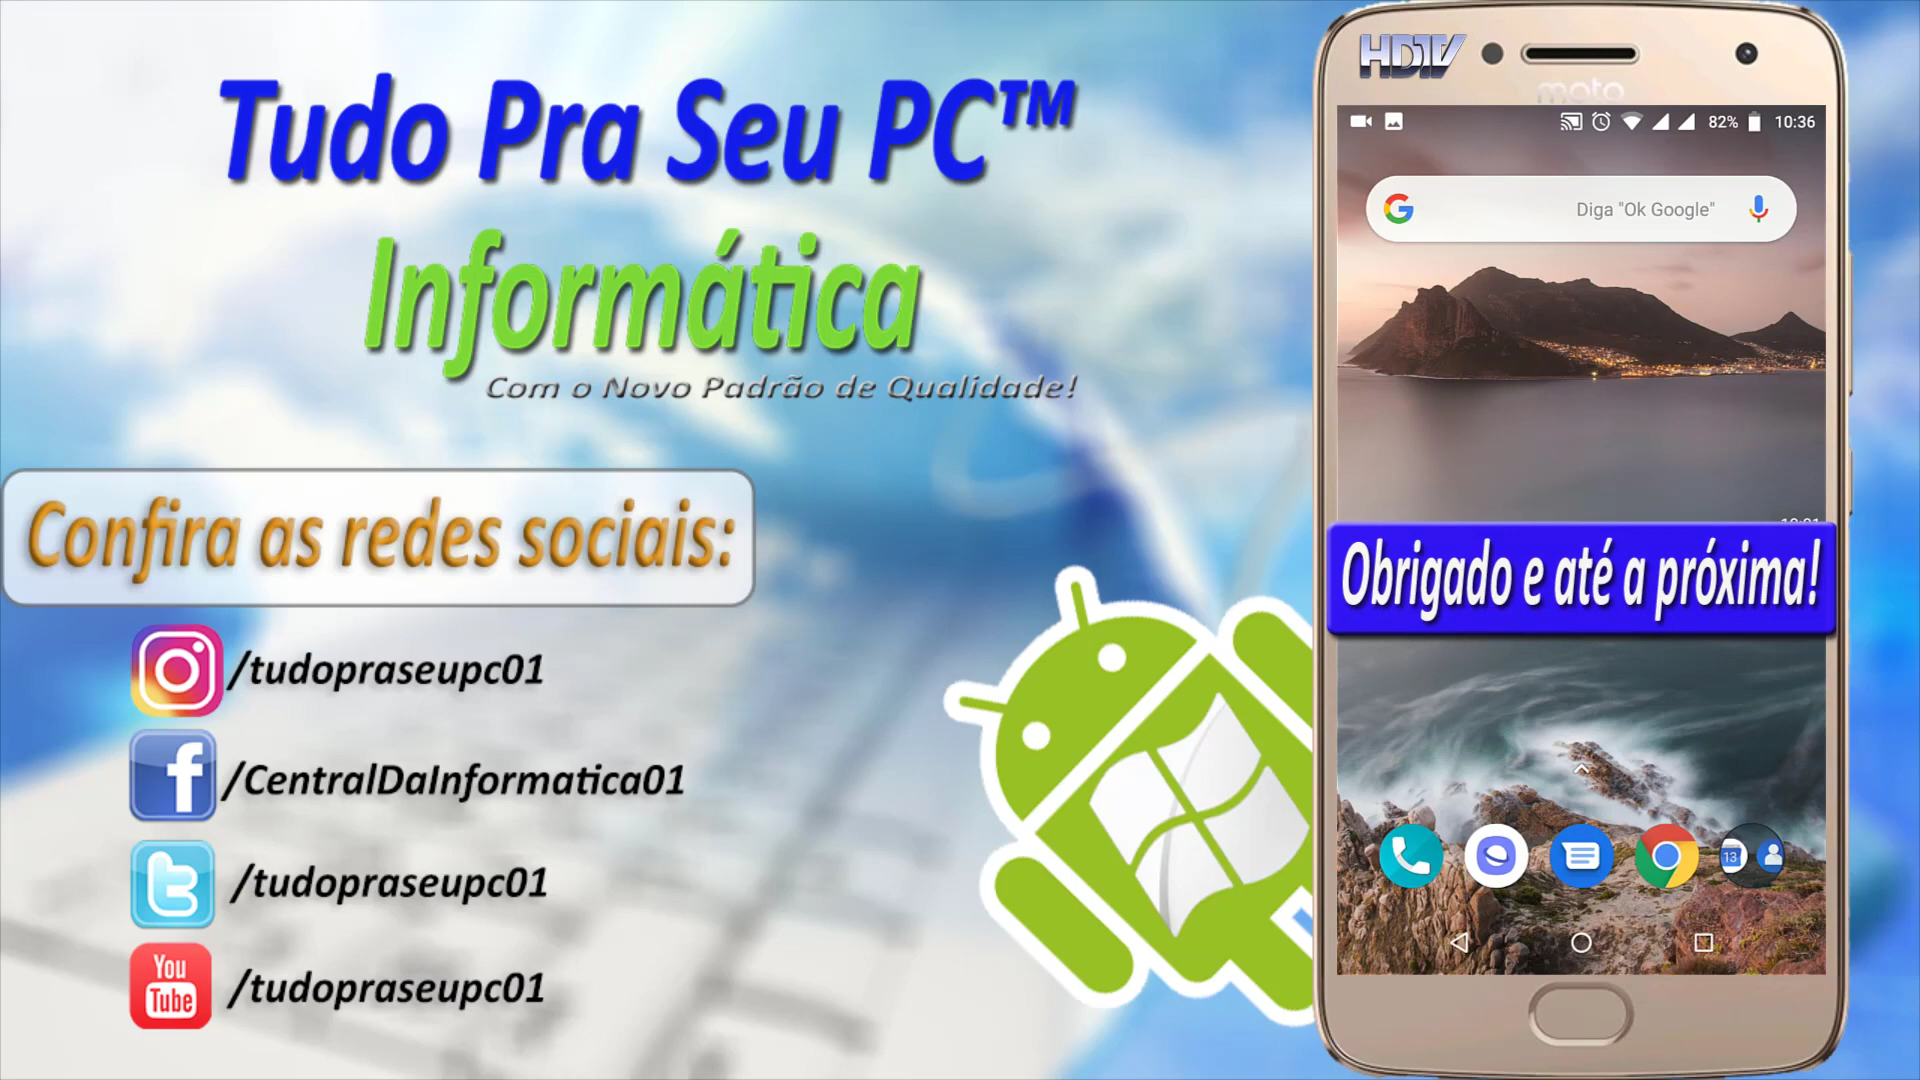 Tudo Pra Seu PC™
Informática
Com o Novo Padrão de Qualidade!
Confira as redes sociais:
/tudopraseupc01
f /CentralDaInformatica01
t /tudopraseupc01
You
Tube /tudopraseupc01
HDTV
moto
82% 10:36
G Diga "Ok Google"
Obrigado e até a próxima!
13